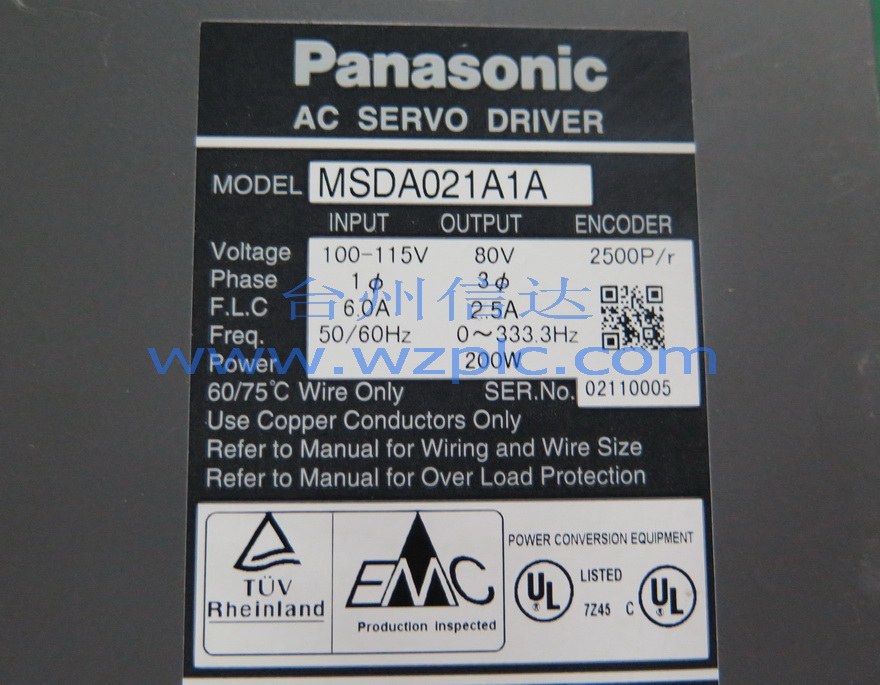 Panasonic
AC SERVO DRIVER
MODEL MSDA021A1A
INPUT OUTPUT ENCODER
Voltage 100-115V 80V 2500P/r
Phase 1ϕ 3ϕ
台州信达
F.L.C 6.0A 2.5A
Freq. 50/60Hz 0~333.3Hz
www.wzplc.com
Power 200W
60/75℃ Wire Only SER.No. 02110005
Use Copper Conductors Only
Refer to Manual for Wiring and Wire Size
Refer to Manual for Over Load Protection
TÜV
Rheinland
EMC
Production Inspected
POWER CONVERSION EQUIPMENT
UL LISTED
7Z45 C UL